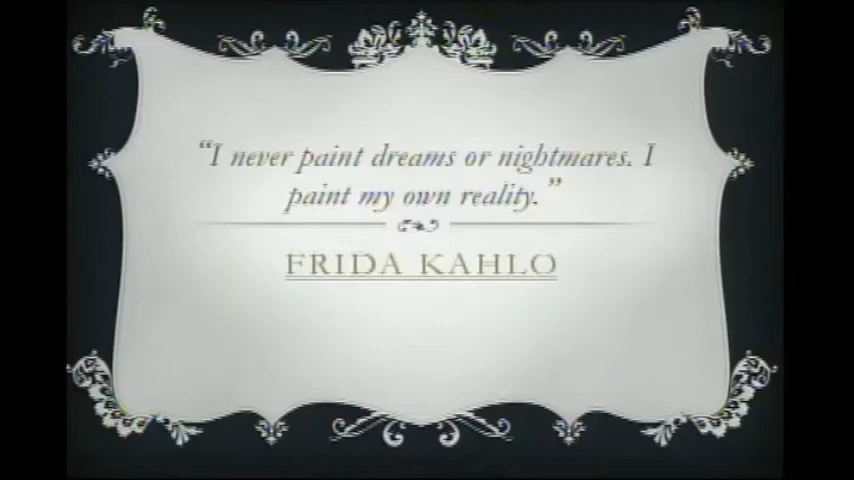 “I never paint dreams or nightmares. I
paint my own reality.”
FRIDA KAHLO